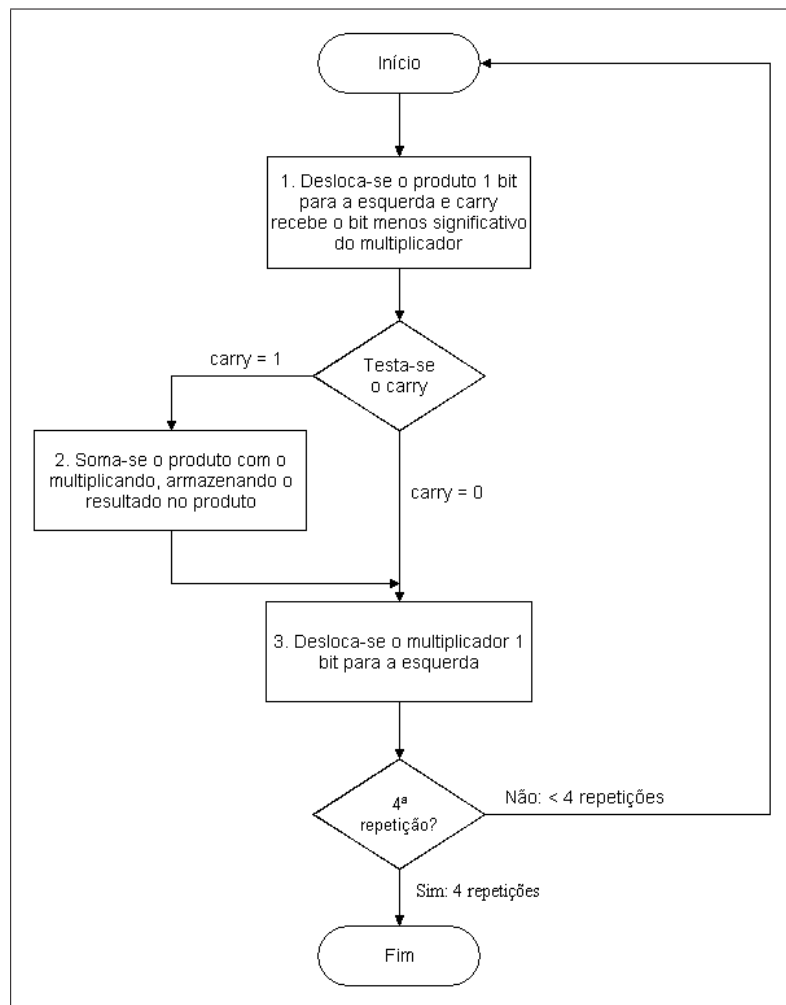 Início
1. Desloca-se o produto 1 bit
para a esquerda e carry
recebe o bit menos significativo
do multiplicador
carry = 1
Testa-se
o carry
2. Soma-se o produto com o
multiplicando, armazenando o
resultado no produto
carry = 0
3. Desloca-se o multiplicador 1
bit para a esquerda
4ª
repetição?
Não: < 4 repetições
Sim: 4 repetições
Fim